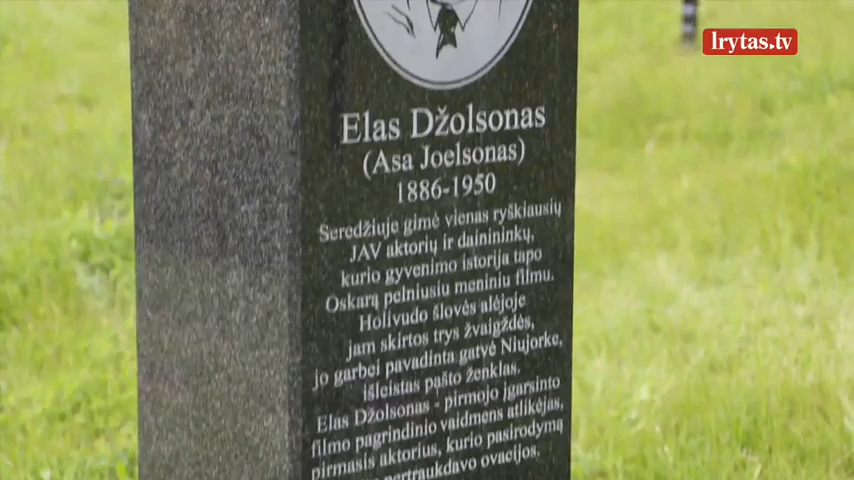 lrytas.tv
Elas Džolsonas
(Asa Joelsonas)
1886-1950
Seredžiuje gimė vienas ryškiausių
JAV aktorių ir dainininkų,
kurio gyvenimo istorija tapo
Oskarą pelniusiu meniniu filmu.
Holivudo šlovės alėjoje
jam skirtos trys žvaigždės,
jo garbei pavadinta gatvė Niujorke,
išleistas pašto ženklas.
Elas Džolsonas - pirmojo įgarsinto
filmo pagrindinio vaidmens atlikėjas,
pirmasis aktorius, kurio pasirodymą
pertraukdavo ovacijos.